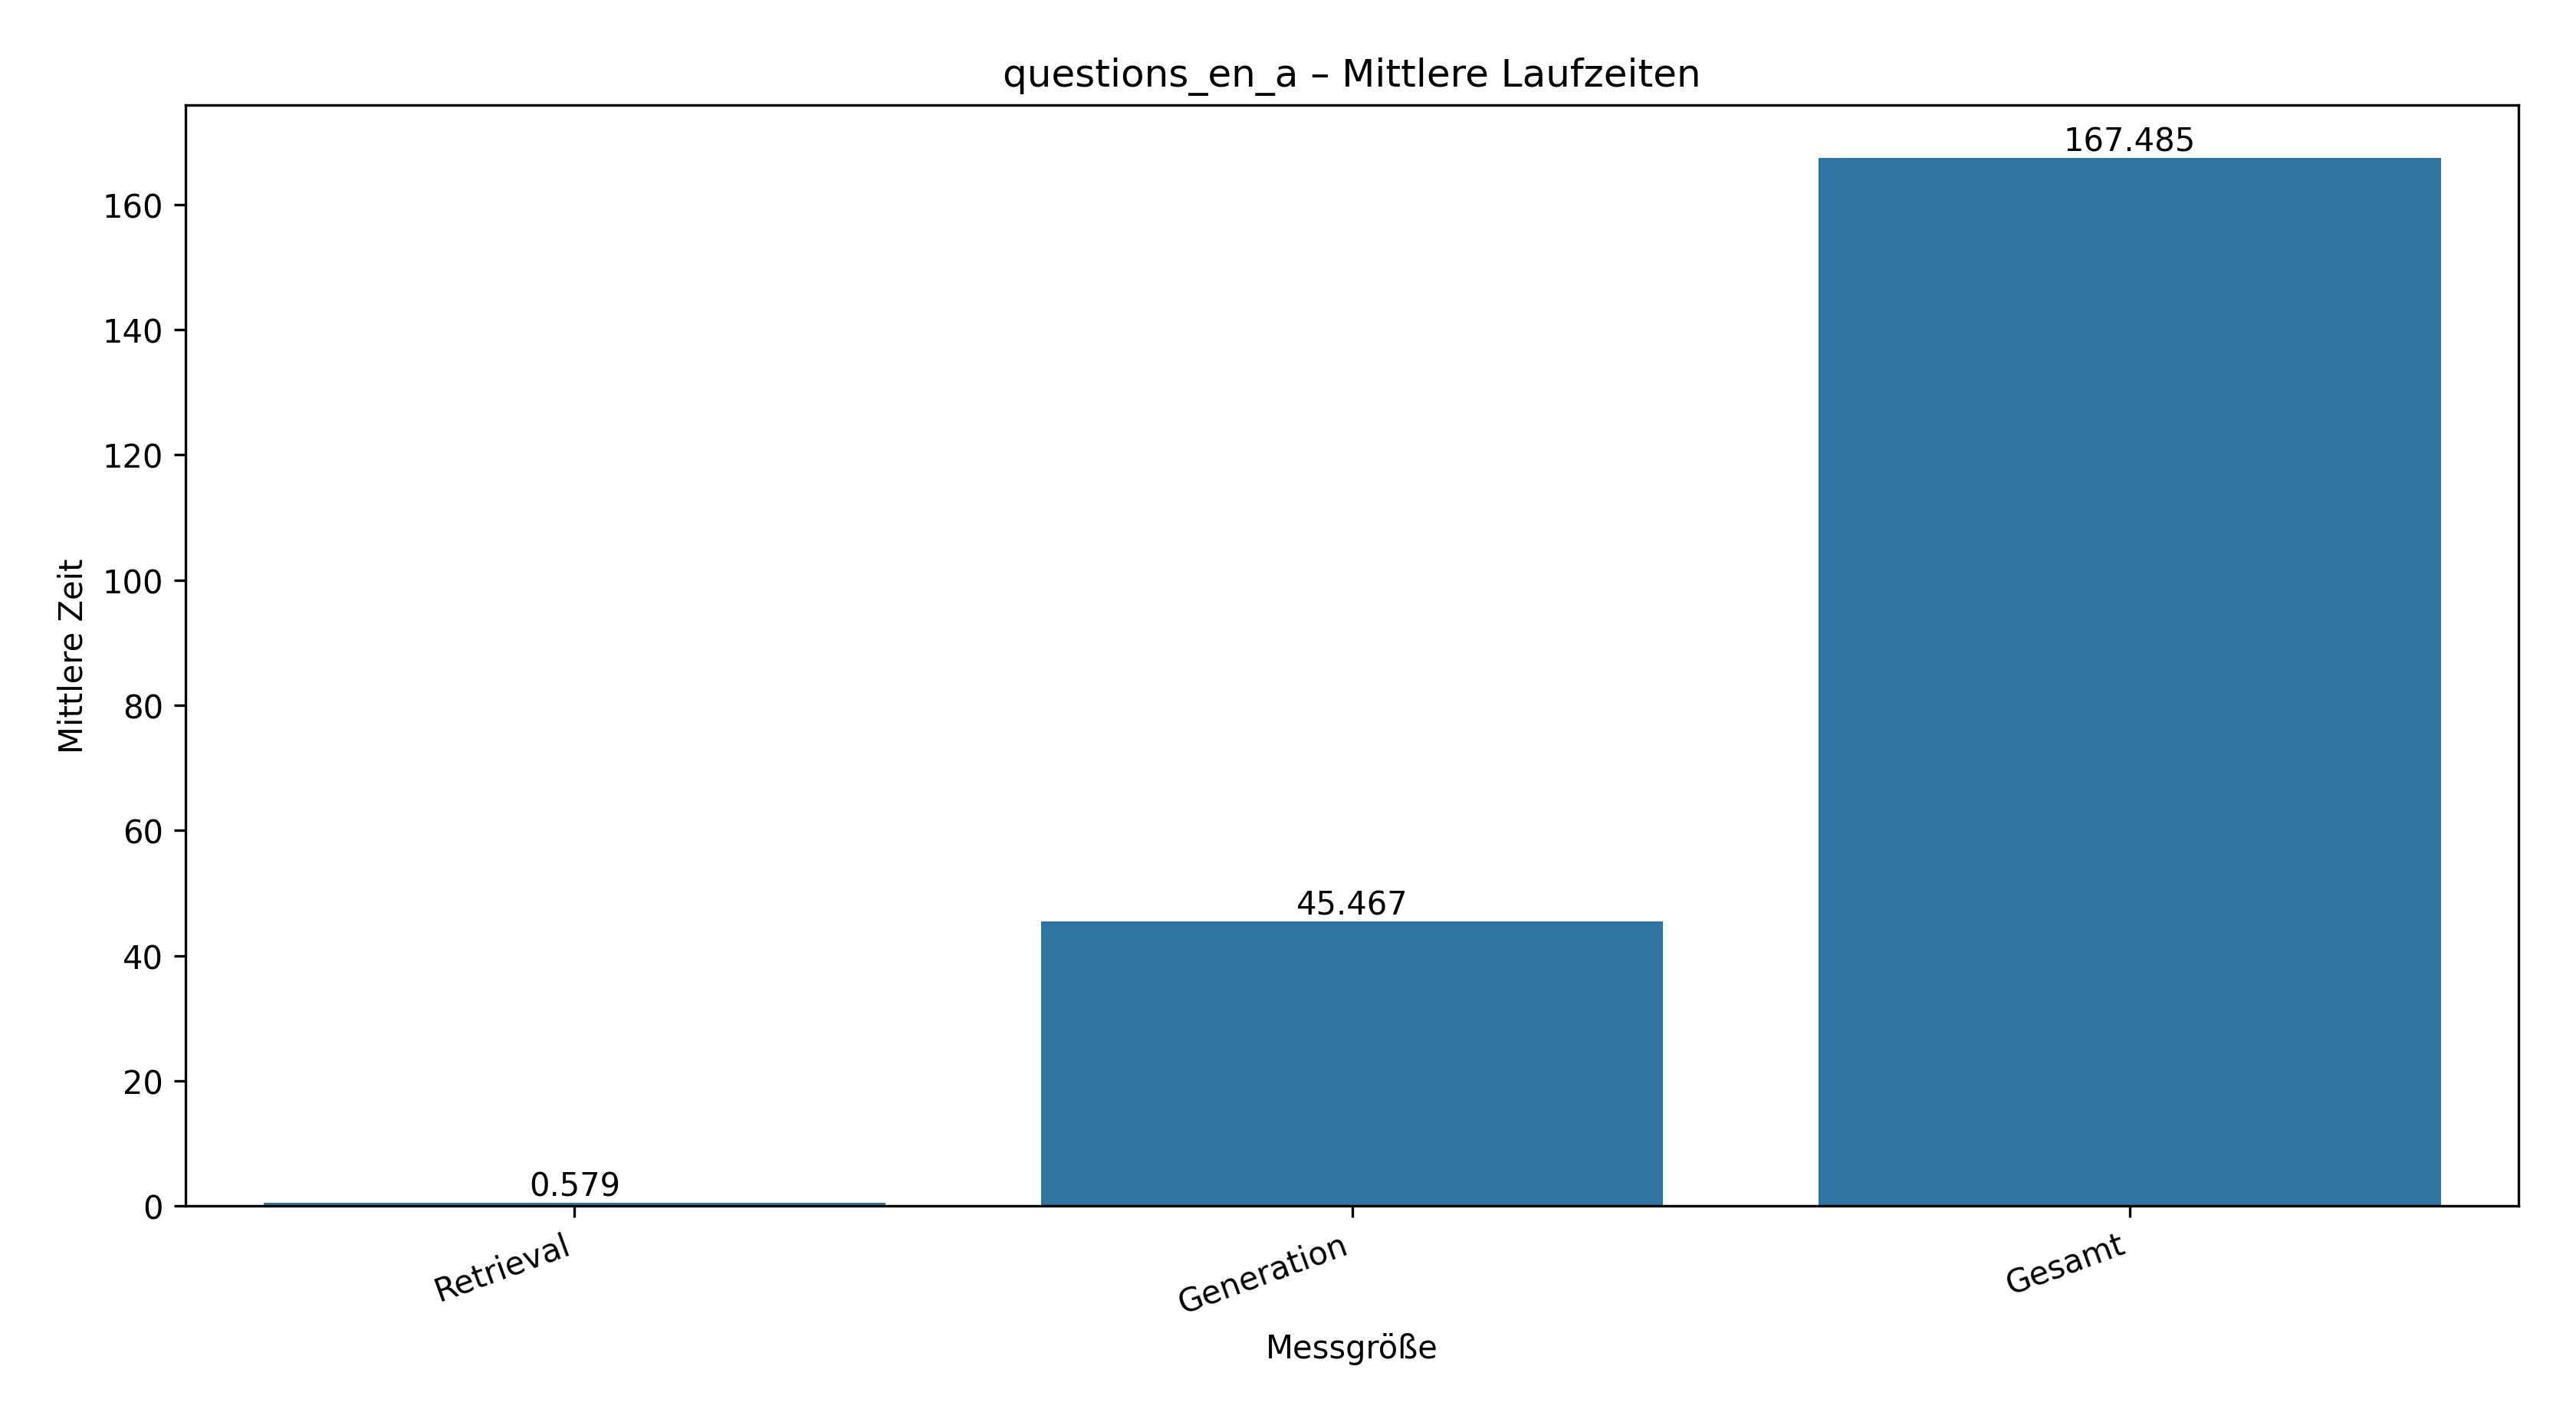 questions_en_a – Mittlere Laufzeiten
167.485
160
140
120
100
80
60
40
20
0
45.467
0.579
Mittlere Zeit
Retrieval
Generation
Gesamt
Messgröße